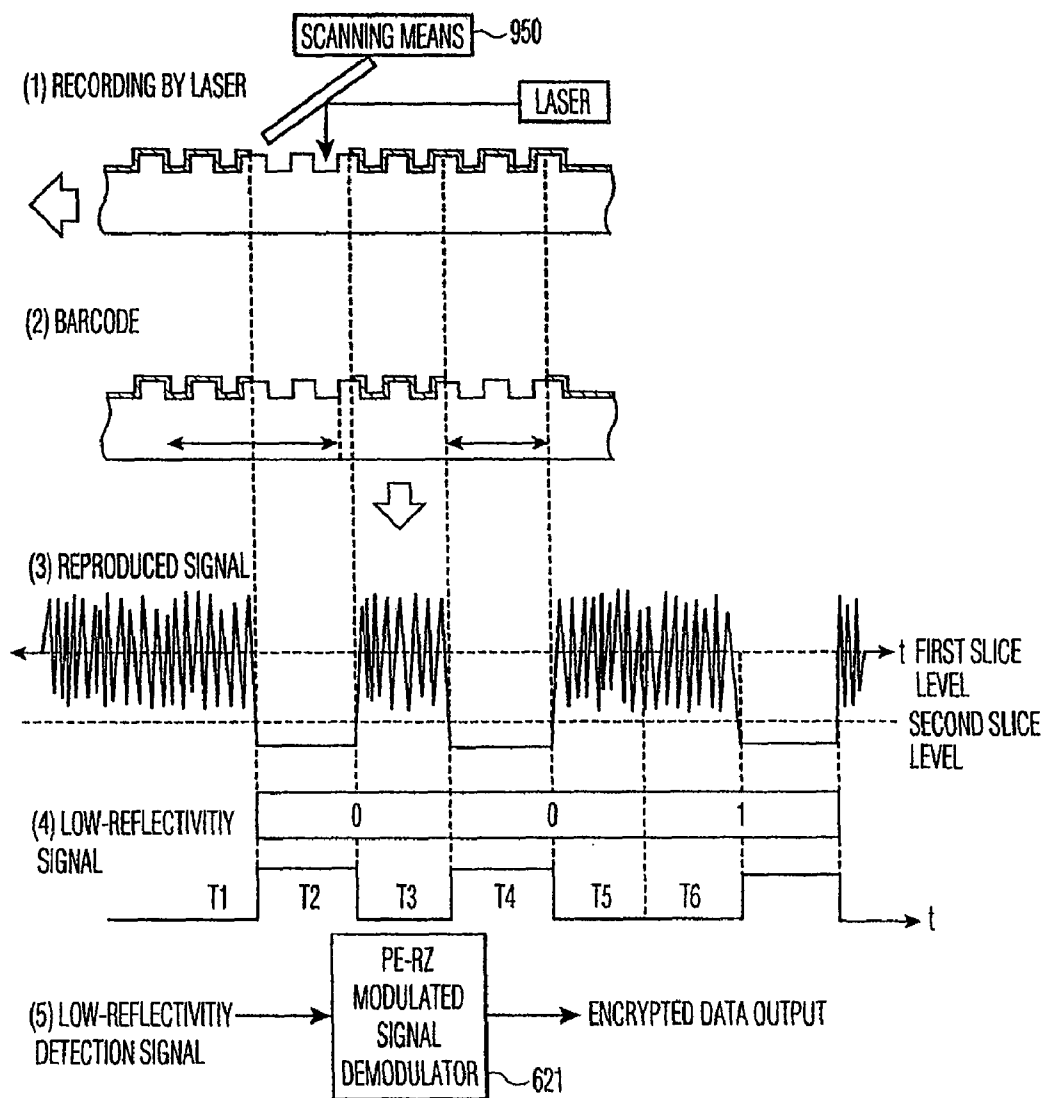 SCANNING MEANS 950
(1) RECORDING BY LASER
LASER
(2) BARCODE
(3) REPRODUCED SIGNAL
t FIRST SLICE
LEVEL
SECOND SLICE
LEVEL
(4) LOW-REFLECTIVITIY
SIGNAL
0 0 1
T1 T2 T3 T4 T5 T6
t
PE-RZ
MODULATED
SIGNAL
DEMODULATOR
(5) LOW-REFLECTIVITIY
DETECTION SIGNAL
ENCRYPTED DATA OUTPUT
621